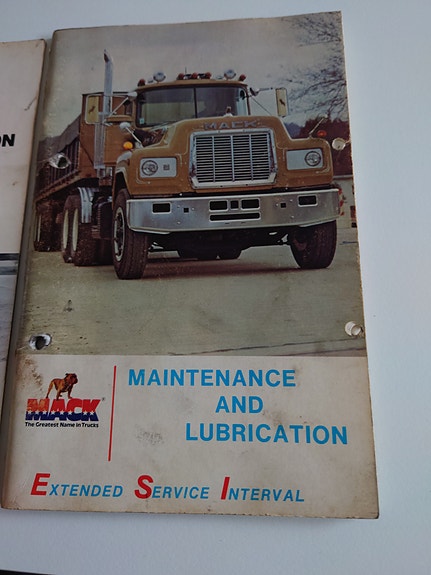 ON
MACK
MACK
The Greatest Name in Trucks
MAINTENANCE
AND
LUBRICATION
EXTENDED SERVICE INTERVAL